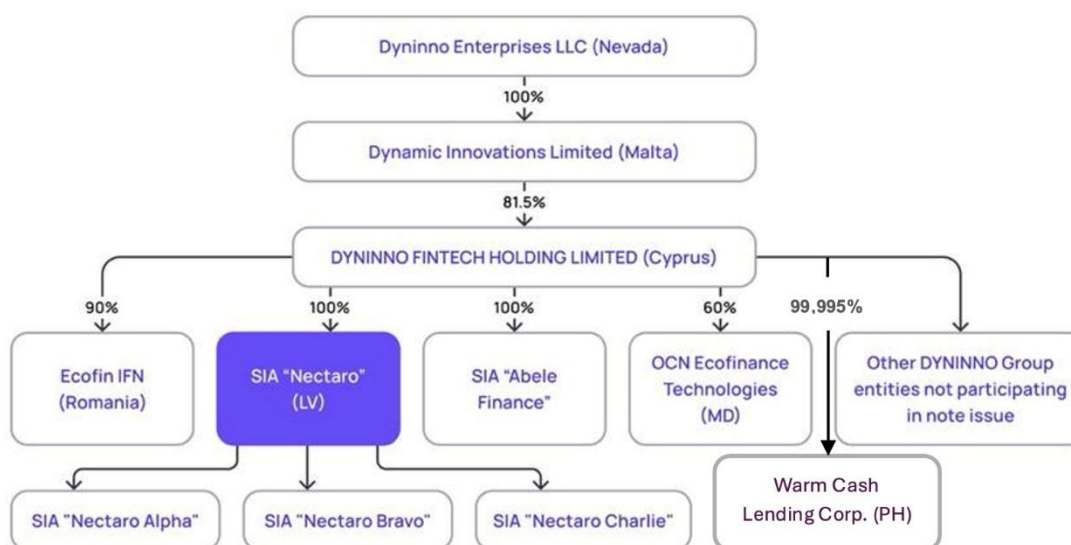 Dyninno Enterprises LLC (Nevada)
100%
Dynamic Innovations Limited (Malta)
81.5%
DYNINNO FINTECH HOLDING LIMITED (Cyprus)
90%
100%
100%
60%
99,995%
Ecofin IFN
(Romania)
SIA “Nectaro”
(LV)
SIA “Abele
Finance”
OCN Ecofinance
Technologies
(MD)
Other DYNINNO Group
entities not participating
in note issue
SIA "Nectaro Alpha"
SIA "Nectaro Bravo"
SIA "Nectaro Charlie"
Warm Cash
Lending Corp. (PH)